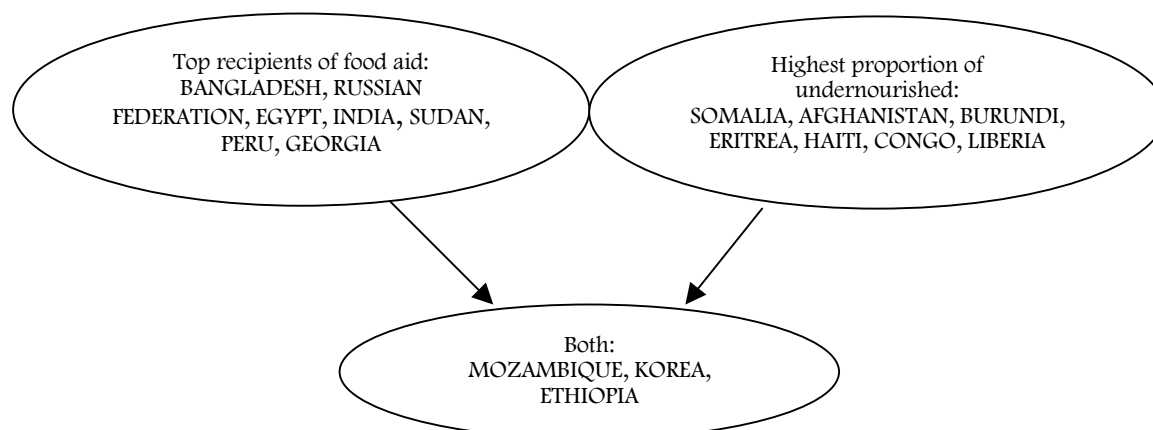 Top recipients of food aid:
BANGLADESH, RUSSIAN
FEDERATION, EGYPT, INDIA, SUDAN,
PERU, GEORGIA
Highest proportion of
undernourished:
SOMALIA, AFGHANISTAN, BURUNDI,
ERITREA, HAITI, CONGO, LIBERIA
Both:
MOZAMBIQUE, KOREA,
ETHIOPIA